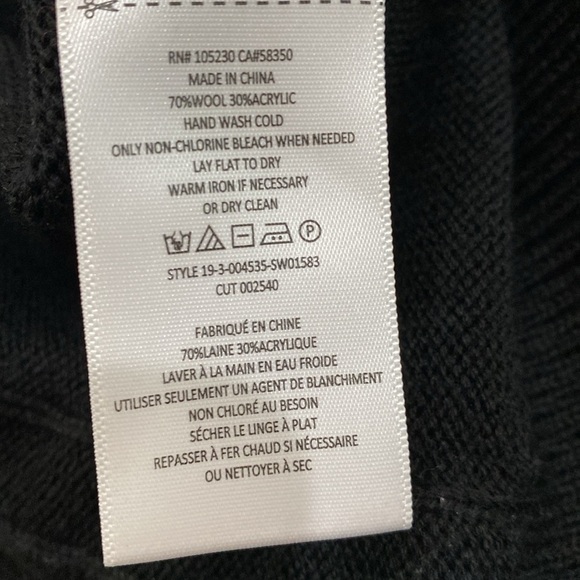 RN# 105230 CA#58350
MADE IN CHINA
70%WOOL 30%ACRYLIC
HAND WASH COLD
ONLY NON-CHLORINE BLEACH WHEN NEEDED
LAY FLAT TO DRY
WARM IRON IF NECESSARY
OR DRY CLEAN
P
STYLE 19-3-004535-SW01583
CUT 002540
FABRIQUÉ EN CHINE
70%LAINE 30%ACRYLIQUE
LAVER À LA MAIN EN EAU FROIDE
UTILISER SEULEMENT UN AGENT DE BLANCHIMENT
NON CHLORÉ AU BESOIN
SÉCHER LE LINGE À PLAT
REPASSER À FER CHAUD SI NÉCESSAIRE
OU NETTOYER À SEC